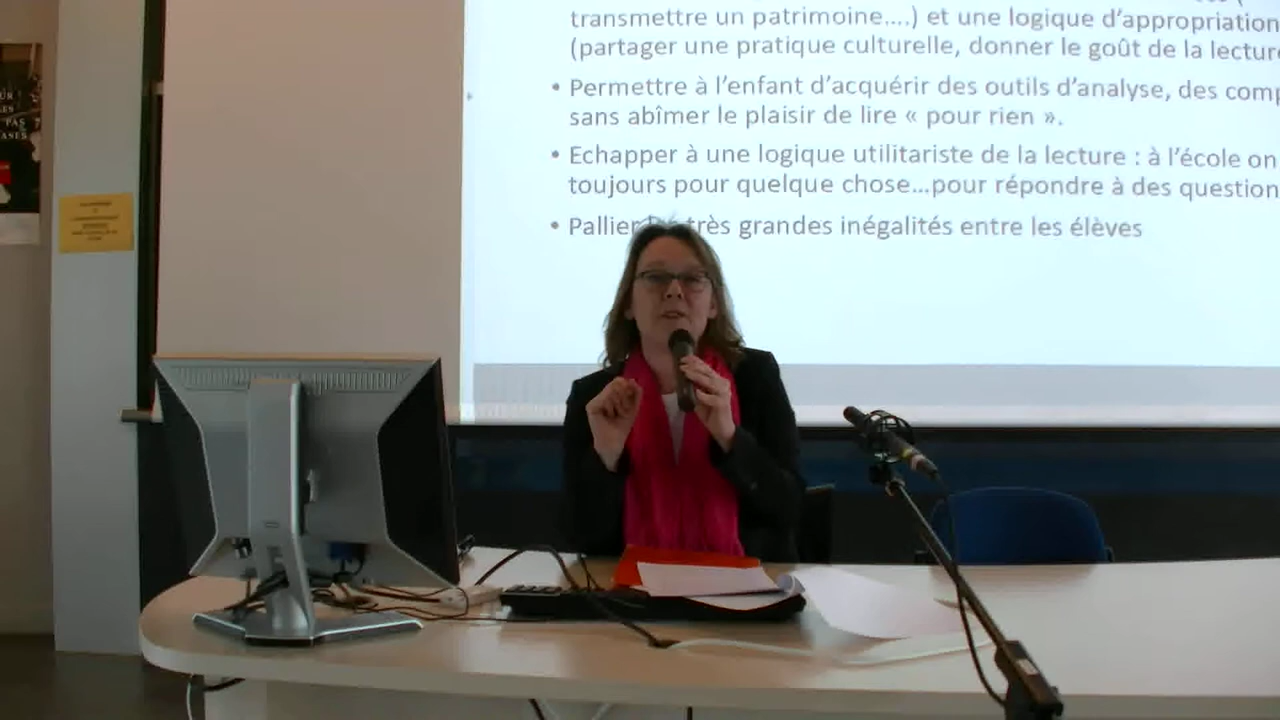 transmettre un patrimoine....) et une logique d'appropriation
(partager une pratique culturelle, donner le goût de la lecture
• Permettre à l'enfant d'acquérir des outils d'analyse, des comp
sans abîmer le plaisir de lire « pour rien ».
• Echapper à une logique utilitariste de la lecture : à l'école on
toujours pour quelque chose...pour répondre à des question
• Pallier très grandes inégalités entre les élèves
PAS